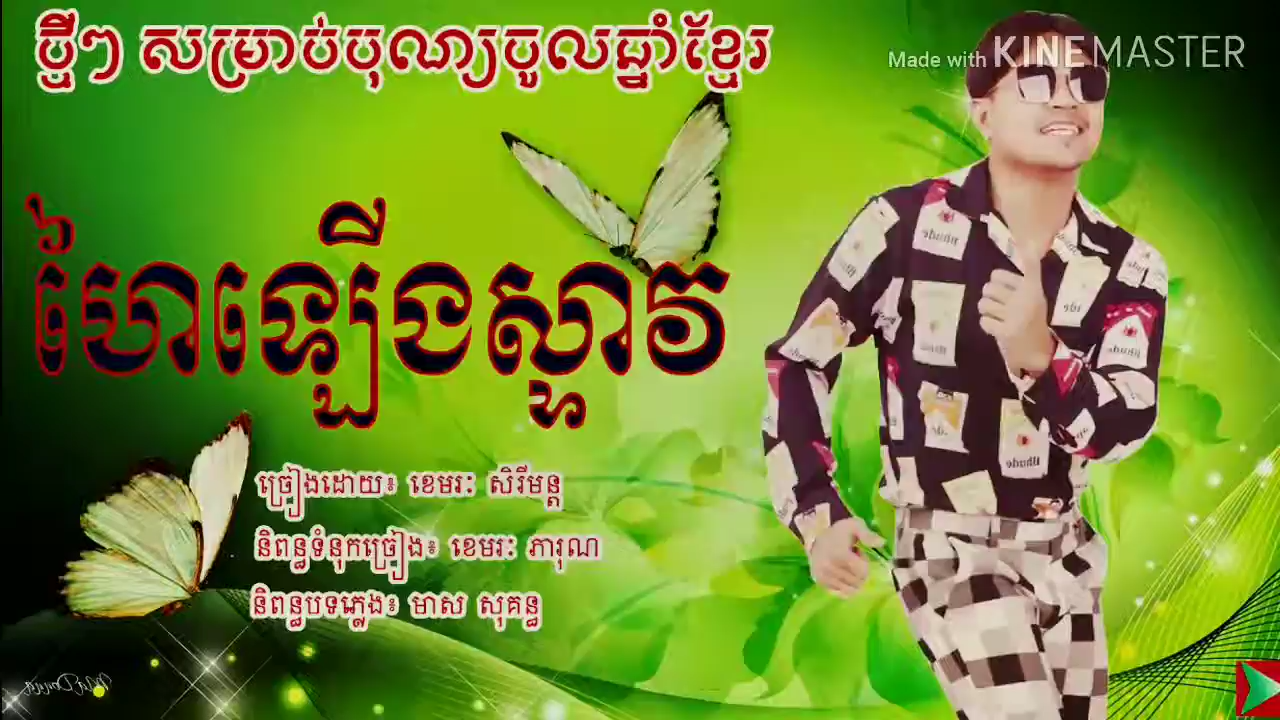 ថ្មីៗ សម្រាប់បុណ្យចូលឆ្នាំខ្មែរ
Made with KINEMASTER
ហៃឡើងស្ទាវ
ច្រៀងដោយ៖ ខេមរៈ សិរីមន្ត
និពន្ធទំនុកច្រៀង៖ ខេមរៈ ភារុណ
និពន្ធបទភ្លេង៖ មាស សុគន្ធ